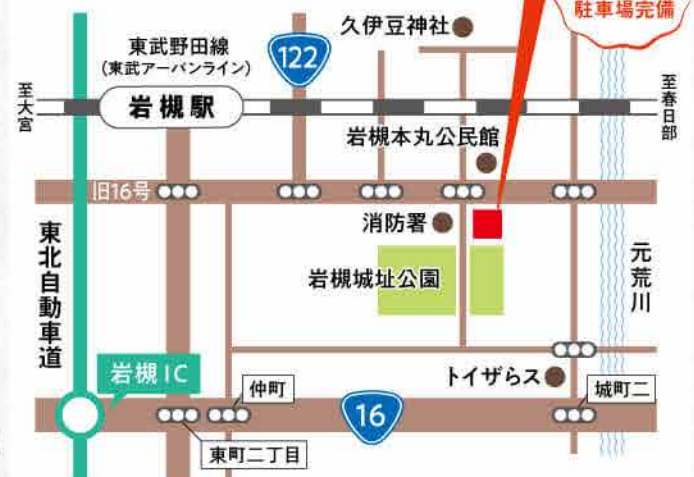 駐車場完備
久伊豆神社
東武野田線
(東武アーバンライン)
122
至大宮
岩槻駅
至春日部
岩槻本丸公民館
旧16号
消防署
東北自動車道
岩槻城址公園
元荒川
岩槻IC
仲町
トイザらス
城町二
16
東町二丁目